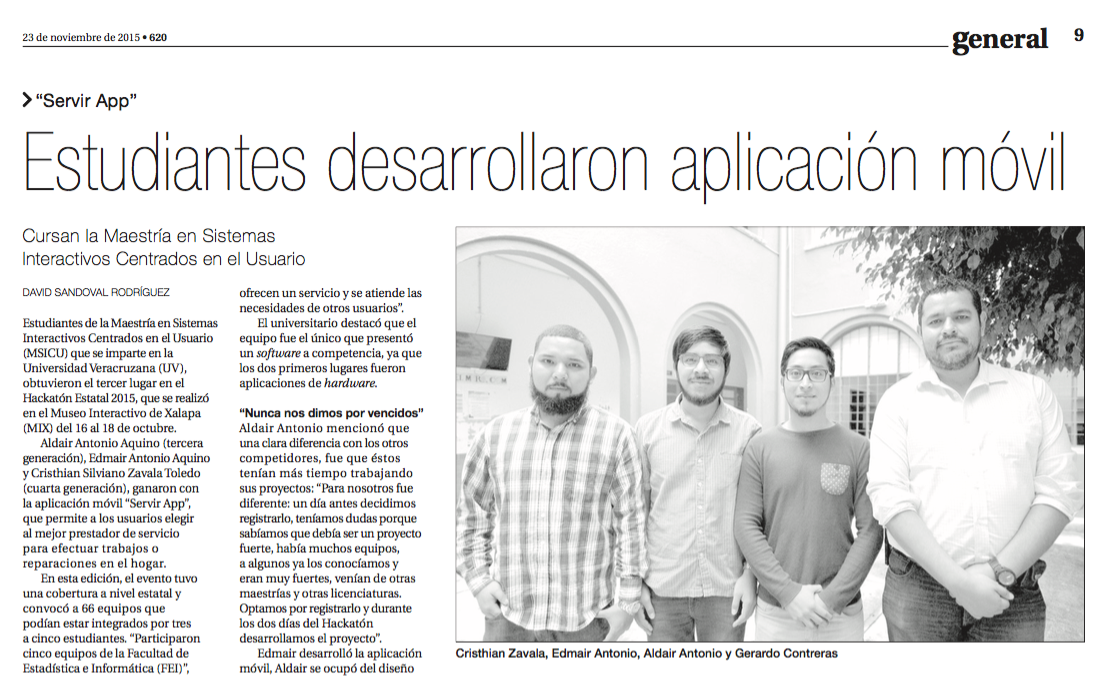 23 de noviembre de 2015 • 620
general 9
“Servir App”
Estudiantes desarrollaron aplicación móvil
Cursan la Maestría en Sistemas
Interactivos Centrados en el Usuario
DAVID SANDOVAL RODRÍGUEZ
Estudiantes de la Maestría en Sistemas
Interactivos Centrados en el Usuario
(MSICU) que se imparte en la
Universidad Veracruzana (UV),
obtuvieron el tercer lugar en el
Hackatón Estatal 2015, que se realizó
en el Museo Interactivo de Xalapa
(MIX) del 16 al 18 de octubre.
Aldair Antonio Aquino (tercera
generación), Edmair Antonio Aquino
y Cristhian Silviano Zavala Toledo
(cuarta generación), ganaron con
la aplicación móvil “Servir App”,
que permite a los usuarios elegir
al mejor prestador de servicio
para efectuar trabajos o
reparaciones en el hogar.
En esta edición, el evento tuvo
una cobertura a nivel estatal y
convocó a 66 equipos que
podían estar integrados por tres
a cinco estudiantes. “Participaron
cinco equipos de la Facultad de
Estadística e Informática (FEI)”,
ofrecen un servicio y se atiende las
necesidades de otros usuarios”.
El universitario destacó que el
equipo fue el único que presentó
un software a competencia, ya que
los dos primeros lugares fueron
aplicaciones de hardware.
“Nunca nos dimos por vencidos”
Aldair Antonio mencionó que
una clara diferencia con los otros
competidores, fue que éstos
tenían más tiempo trabajando
sus proyectos: “Para nosotros fue
diferente: un día antes decidimos
registrarlo, teníamos dudas porque
sabíamos que debía ser un proyecto
fuerte, había muchos equipos,
a algunos ya los conocíamos y
eran muy fuertes, venían de otras
maestrías y otras licenciaturas.
Optamos por registrarlo y durante
los dos días del Hackatón
desarrollamos el proyecto”.
Edmair desarrolló la aplicación
móvil, Aldair se ocupó del diseño
Cristhian Zavala, Edmair Antonio, Aldair Antonio y Gerardo Contreras